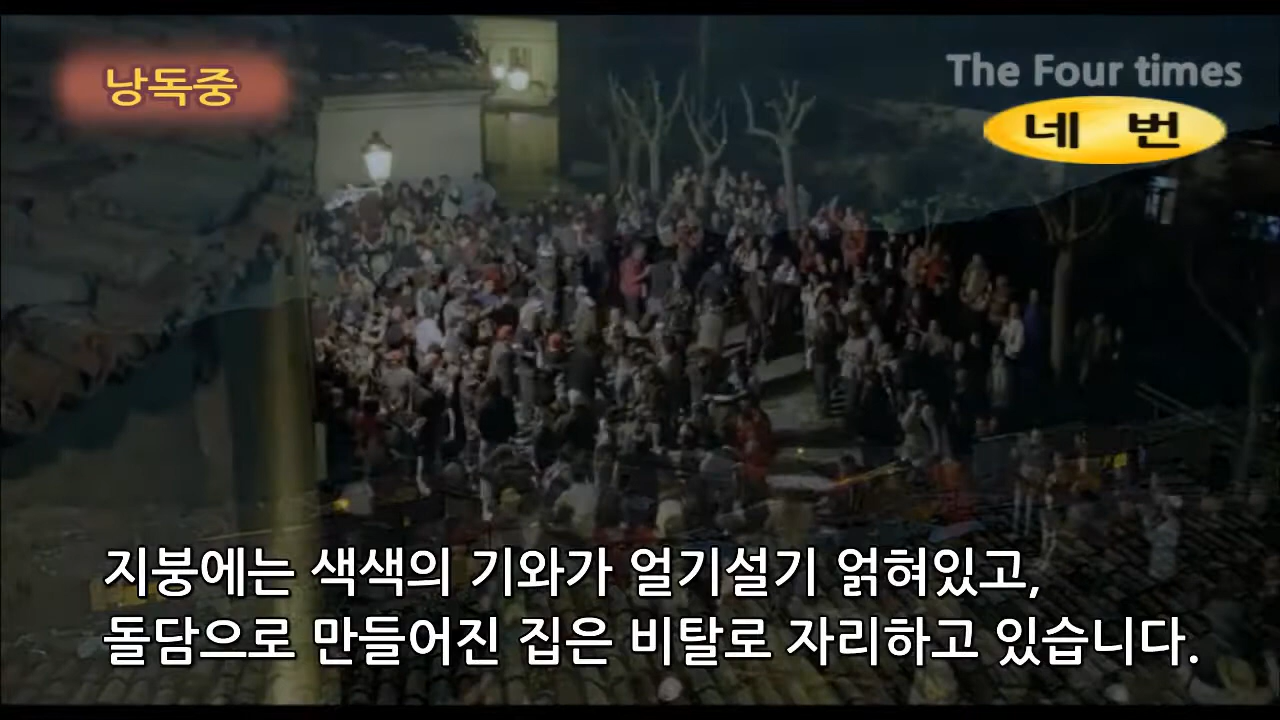 낭독중
The Four times
네 번
지붕에는 색색의 기와가 얼기설기 얽혀있고,
돌담으로 만들어진 집은 비탈로 자리하고 있습니다.